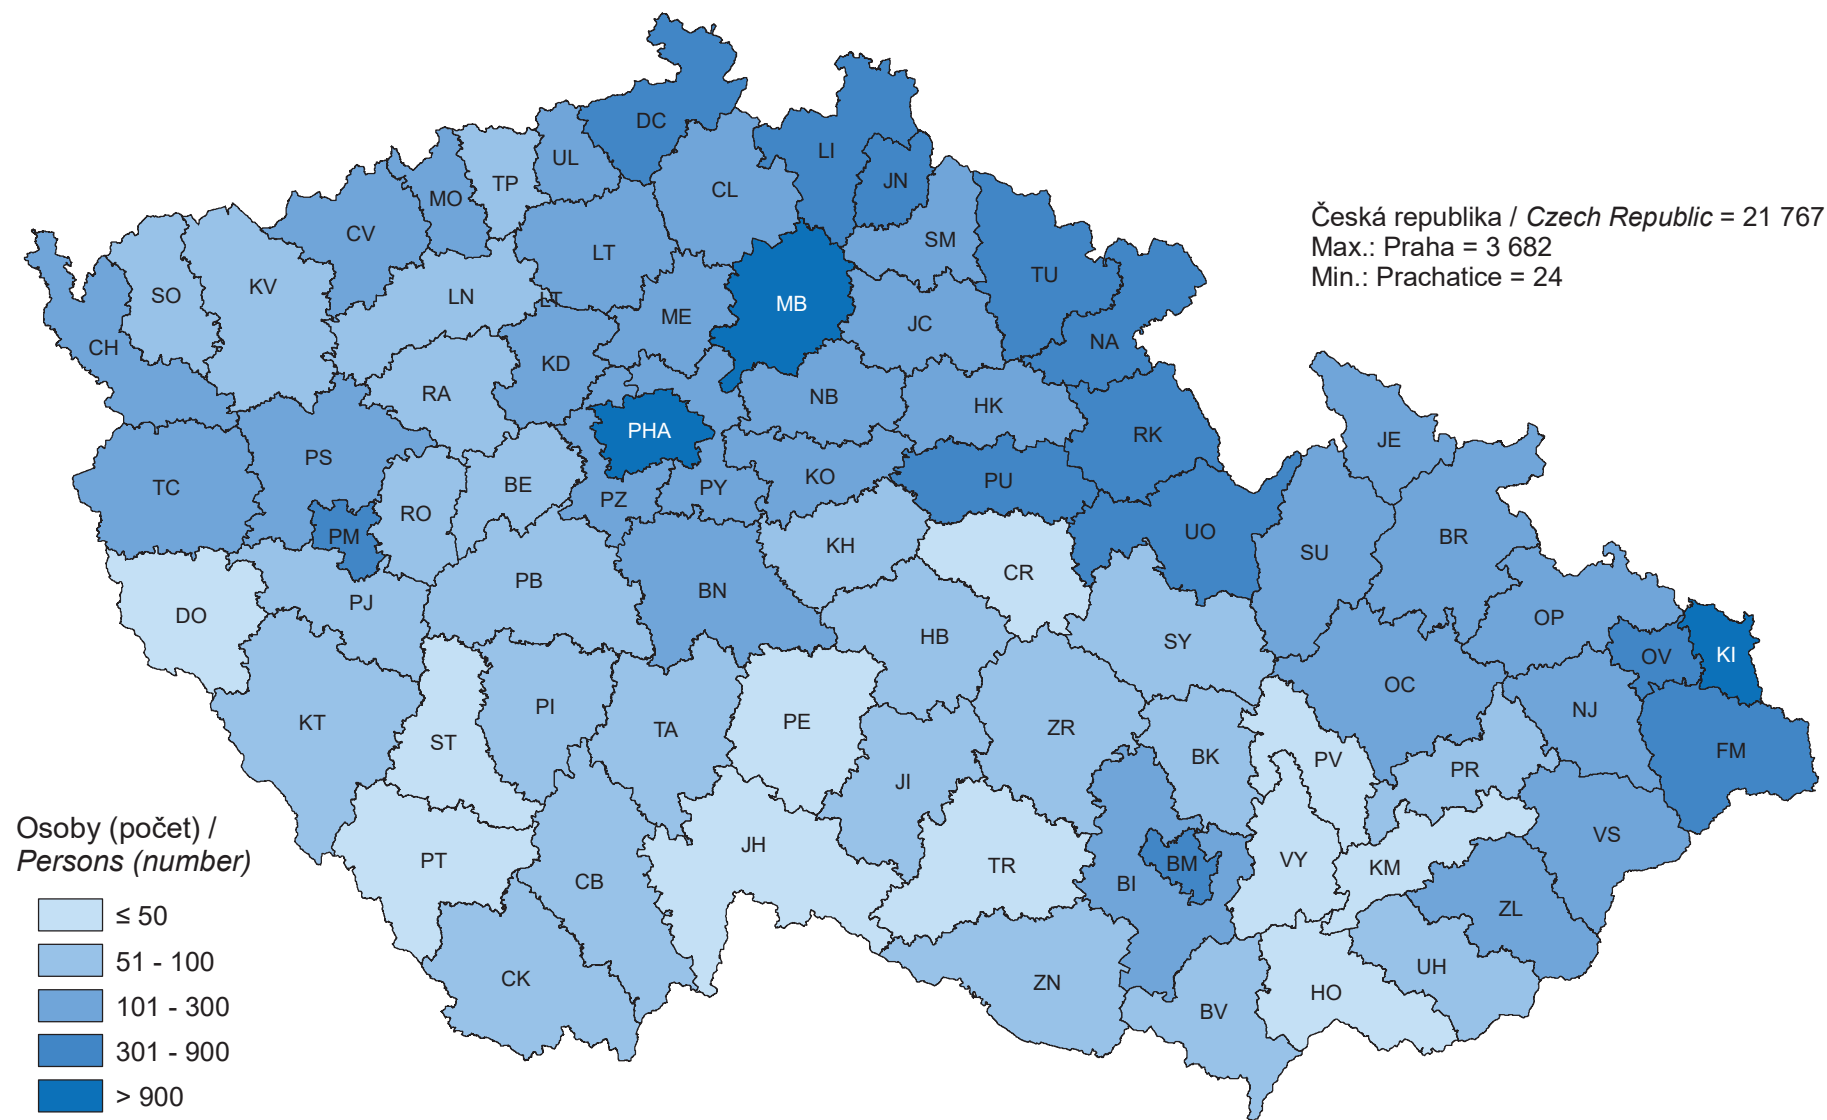 DC
LI
JN
UL
TP
MO
CL
CV
SM
TU
LT
KV
SO
LN
LT
ME
MB
JC
NA
CH
KD
RA
NB
HK
PHA
RK
JE
PS
TC
BE
PZ
PY
KO
PU
RO
PM
UO
BR
SU
KH
CR
PB
BN
PJ
DO
HB
SY
OP
OV
KI
OC
KT
PI
ST
TA
PE
ZR
NJ
FM
BK
PV
PR
JI
JH
PT
TR
CB
BI
BM
VY
KM
VS
ZL
CK
ZN
BV
HO
UH
Česká republika / Czech Republic = 21 767
Max.: Praha = 3 682
Min.: Prachatice = 24
Osoby (počet) /
Persons (number)
≤ 50
51 - 100
101 - 300
301 - 900
> 900